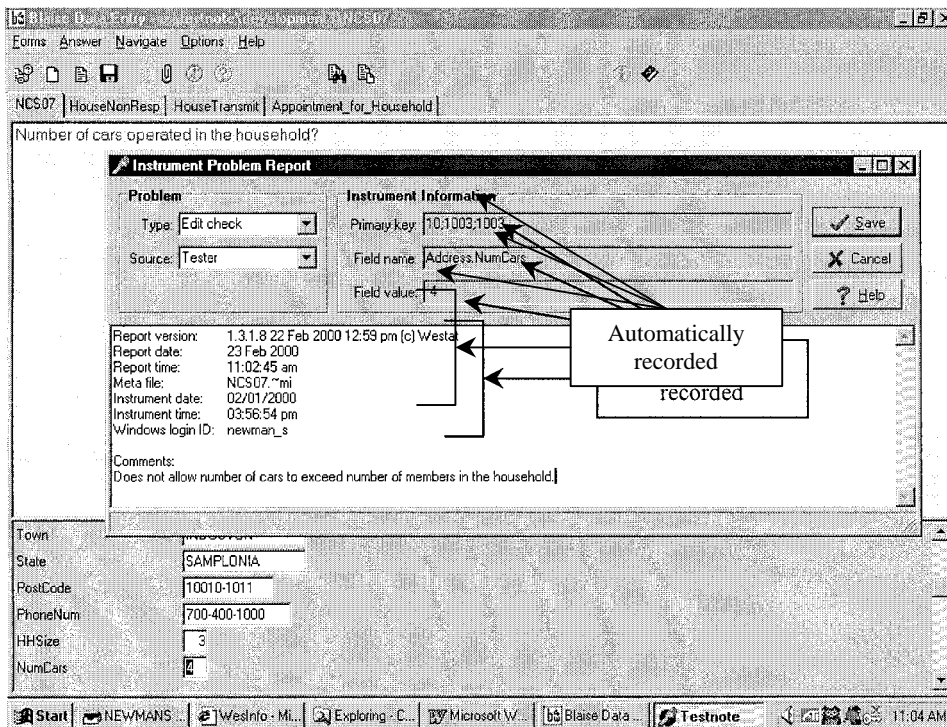 Blaise Data Entry - NCS07
Forms Answer Navigate Options Help
NCS07 HouseNonResp HouseTransmit Appointment_for_Household
Number of cars operated in the household?
Instrument Problem Report
Problem
Type: Edit check
Source: Tester
Instrument Information
Primary key: 10;1003;1003
Field name: Address.NumCars
Field value: 4
Save
Cancel
? Help
Report version: 1.3.1.8 22 Feb 2000 12:59 pm (c) Westat
Report date: 23 Feb 2000
Report time: 11:02:45 am
Meta file: NCS07.~mi
Instrument date: 02/01/2000
Instrument time: 03:56:54 pm
Windows login ID: newman_s
Comments:
Does not allow number of cars to exceed number of members in the household.
Automatically
recorded
recorded
Town
State SAMPLONIA
PostCode 10010-1011
PhoneNum 700-400-1000
HHSize 3
NumCars 4
Start NEWMANS ... WesInfo - Mi... Exploring - C... Microsoft W... Blaise Data ... Testnote 11:04 AM